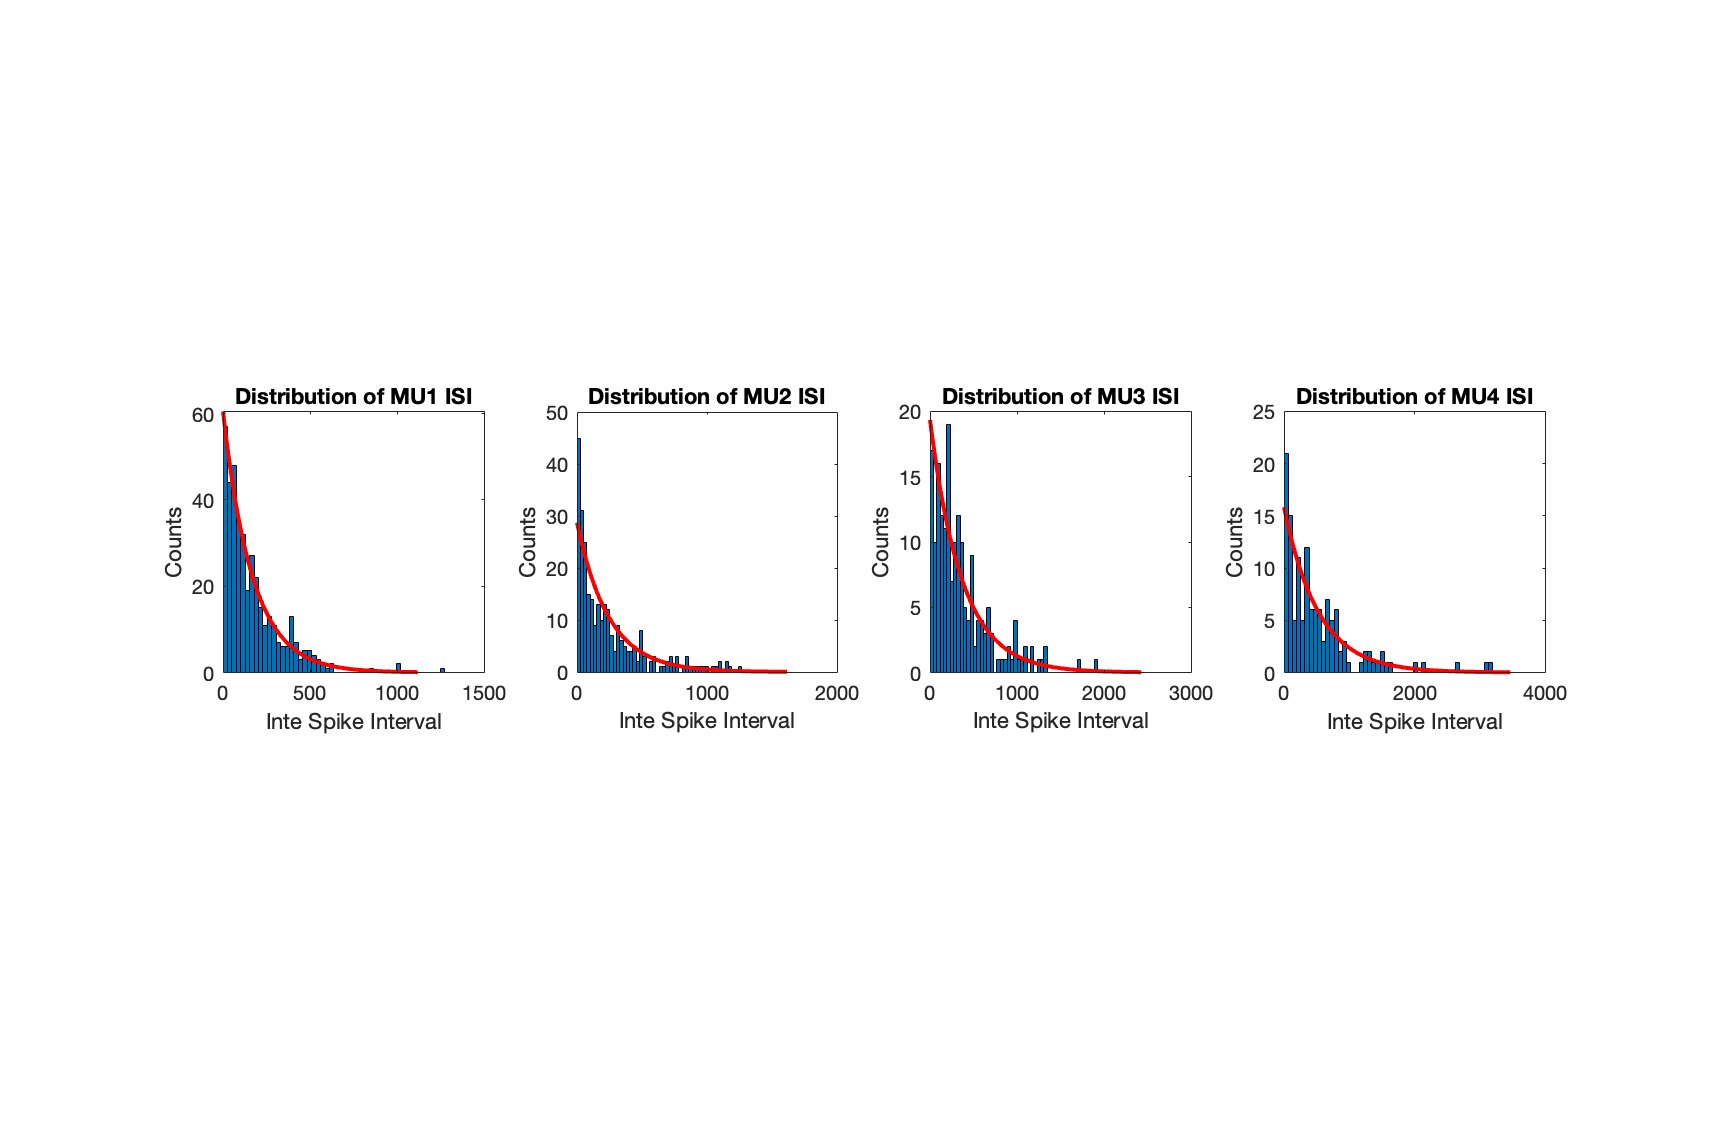 Distribution of MU1 ISI
60
40
20
0
Counts
0 500 1000 1500
Inte Spike Interval
Distribution of MU2 ISI
50
40
30
20
10
0
Counts
0 1000 2000
Inte Spike Interval
Distribution of MU3 ISI
20
15
10
5
0
Counts
0 1000 2000 3000
Inte Spike Interval
Distribution of MU4 ISI
25
20
15
10
5
0
Counts
0 2000 4000
Inte Spike Interval